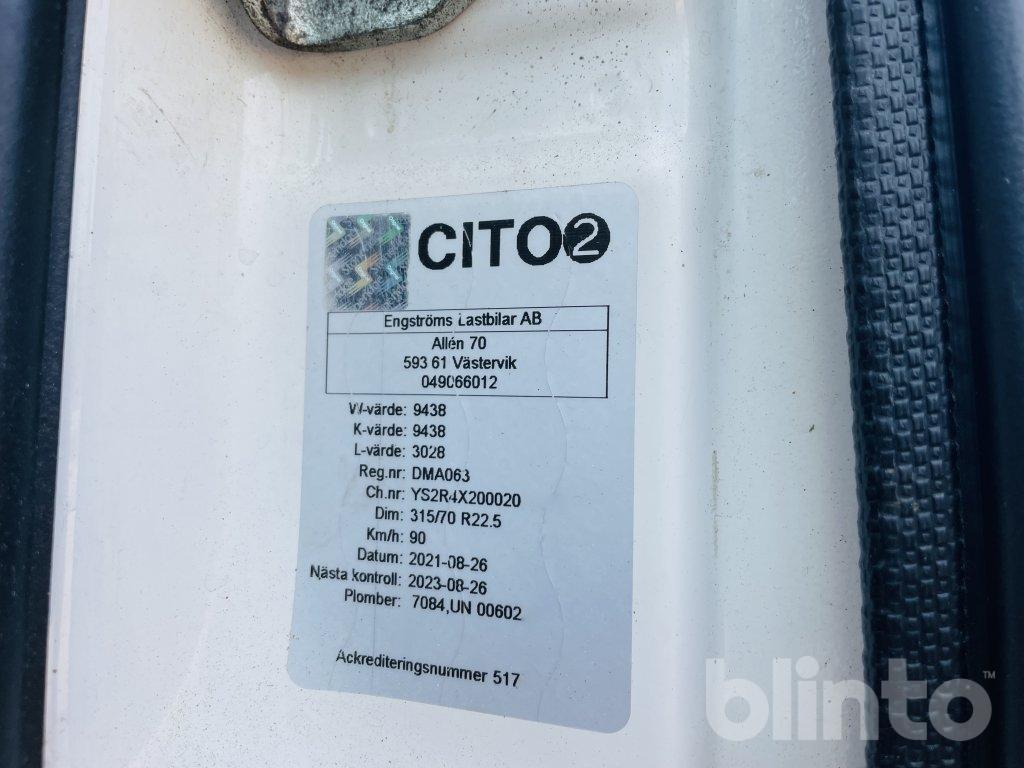 CITO2
Engströms Lastbilar AB
Allén 70
593 61 Västervik
049066012
W-värde: 9438
K-värde: 9438
L-värde: 3028
Reg.nr: DMA063
Ch.nr: YS2R4X200020
Dim: 315/70 R22.5
Km/h: 90
Datum: 2021-08-26
Nästa kontroll: 2023-08-26
Plomber: 7084,UN 00602
Ackrediteringsnummer 517
blinto™